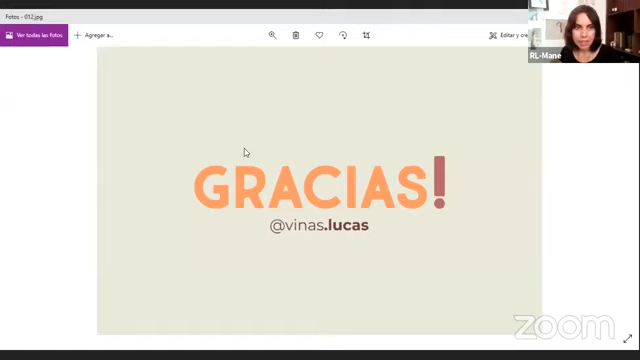 Fotos - 012.jpg
Ver todas las fotos
Agregar a...
Editar y cre
RL-Mane
GRACIAS!
@vinas.lucas
zoom